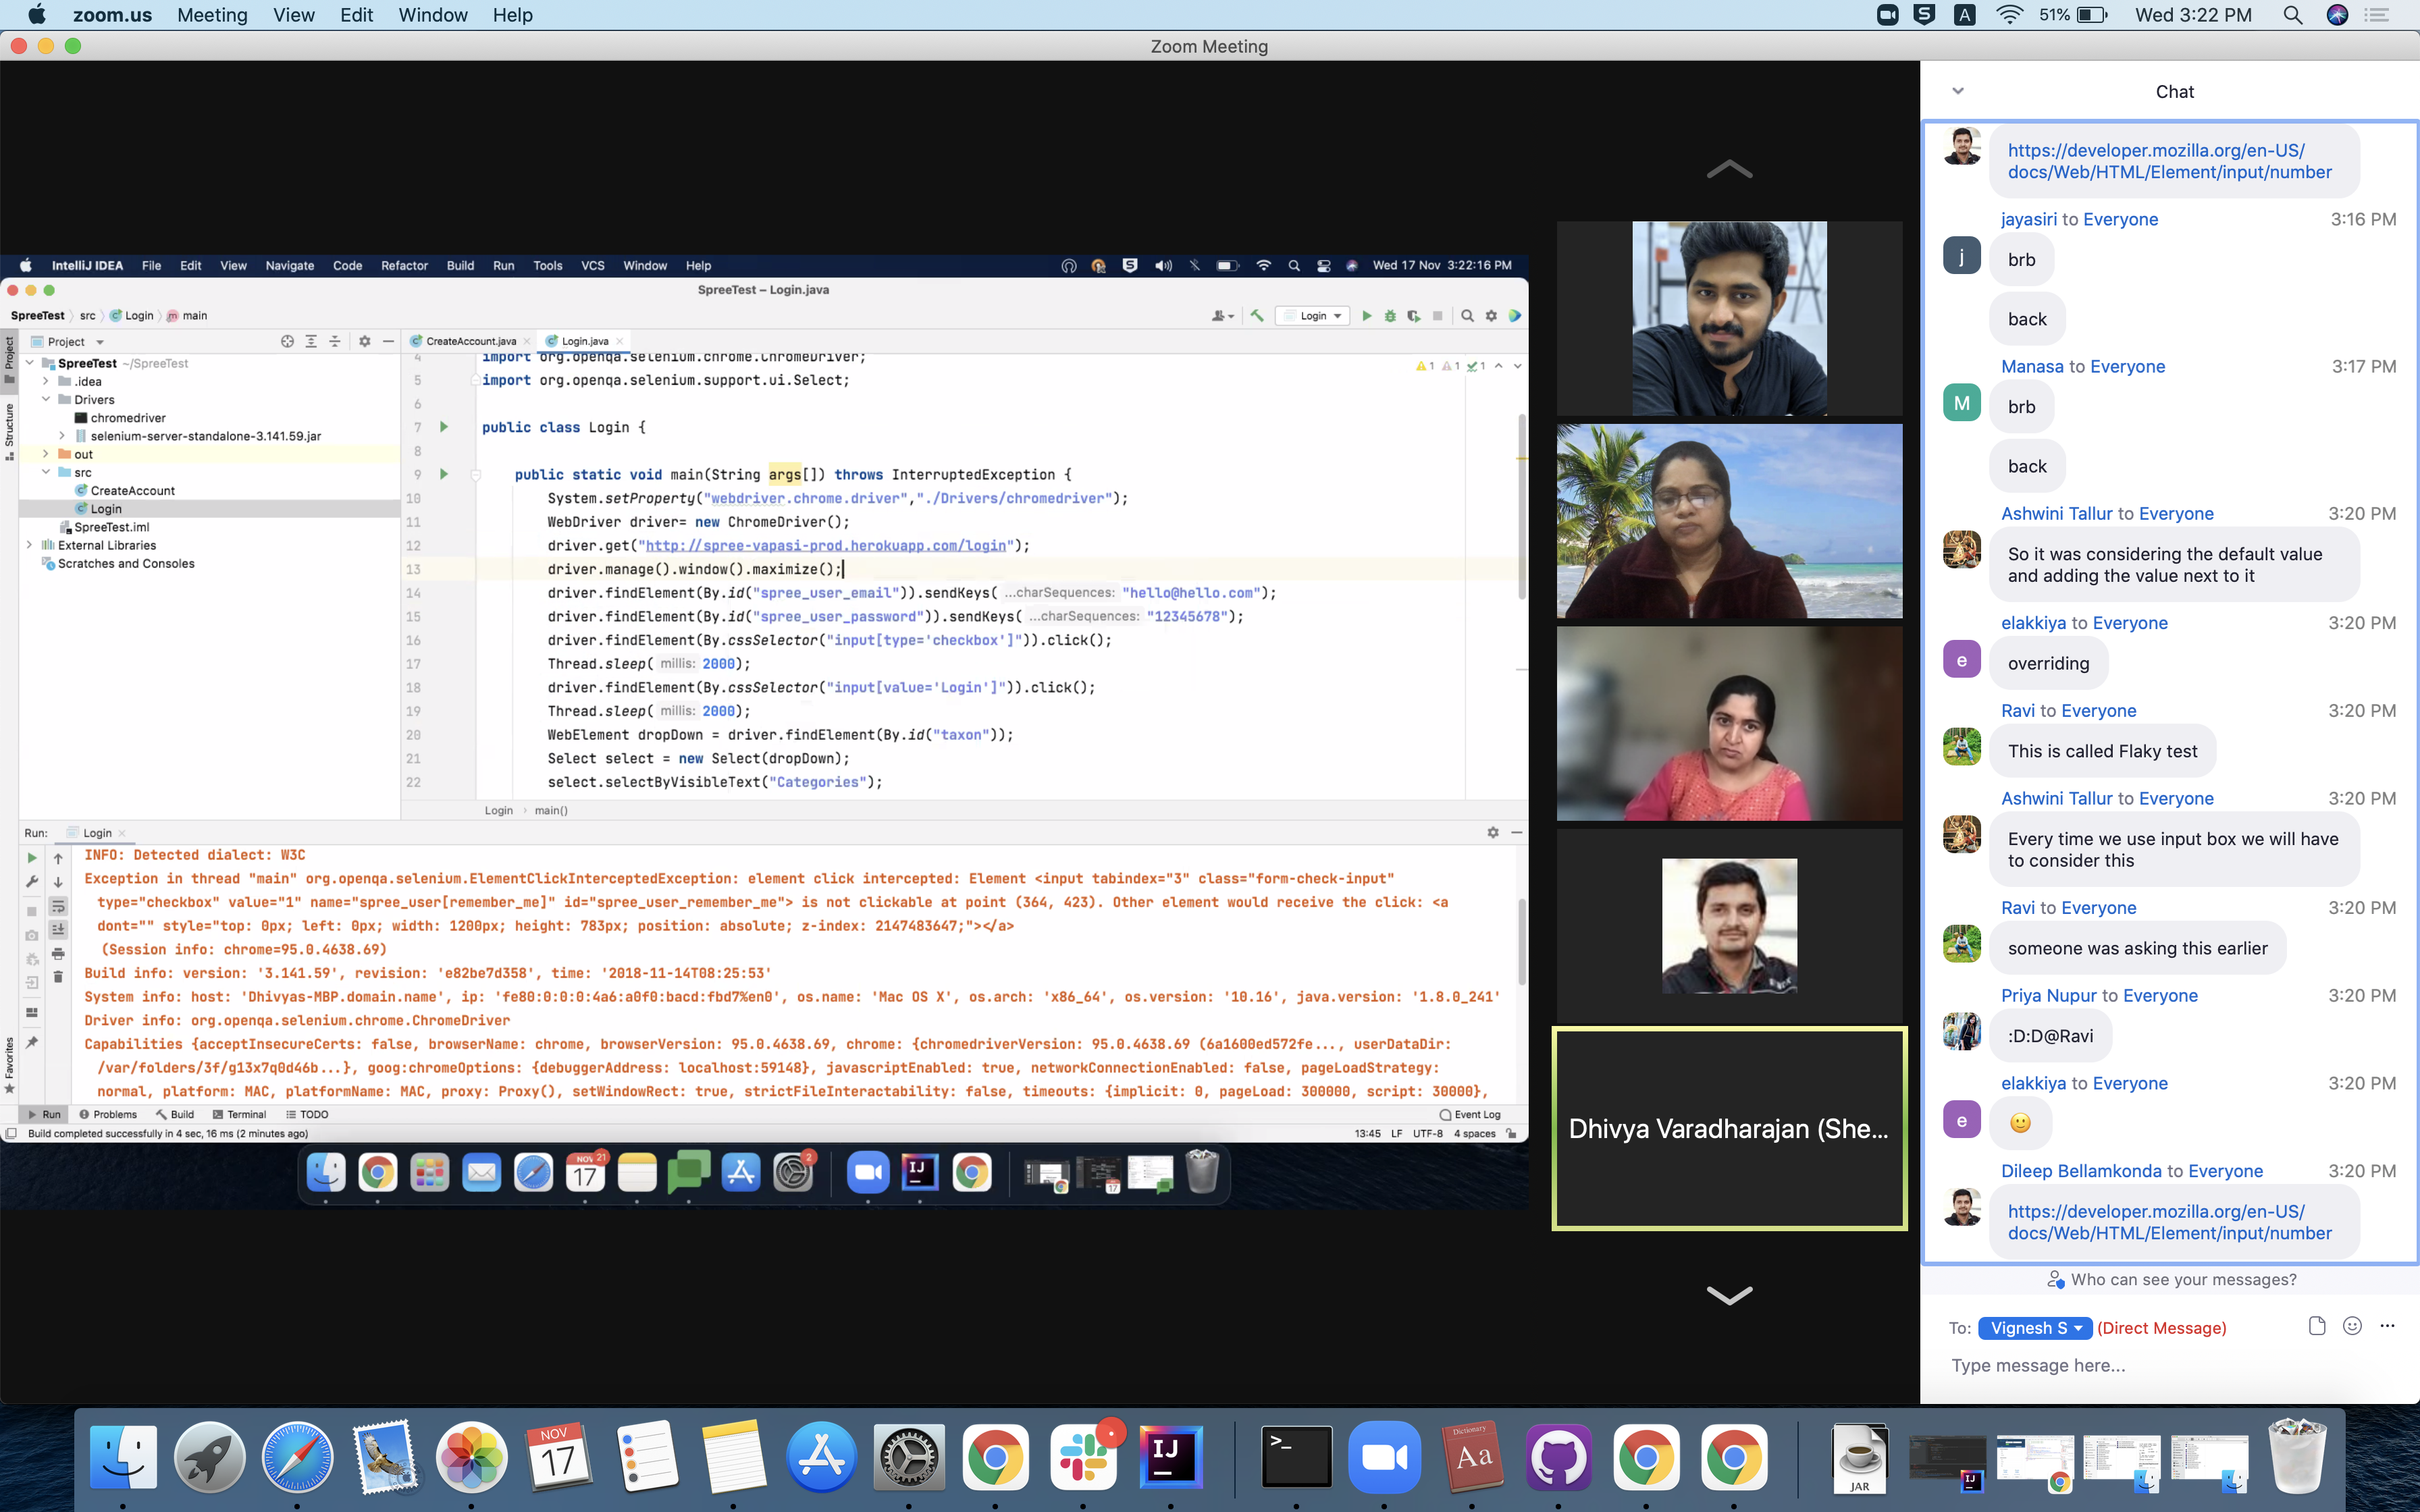 zoom.us Meeting View Edit Window Help
51% Wed 3:22 PM
Zoom Meeting
IntelliJ IDEA File Edit View Navigate Code Refactor Build Run Tools VCS Window Help
Wed 17 Nov 3:22:16 PM
SpreeTest – Login.java
SpreeTest src Login main
Login
Project
CreateAccount.java Login.java
SpreeTest ~/SpreeTest
.idea
Drivers
chromedriver
selenium-server-standalone-3.141.59.jar
out
src
CreateAccount
Login
SpreeTest.iml
External Libraries
Scratches and Consoles
Project
Structure
Favorites
1 1 1
4 import org.openqa.selenium.chrome.ChromeDriver;
5 import org.openqa.selenium.support.ui.Select;
6
7 public class Login {
8
9 public static void main(String args[]) throws InterruptedException {
10 System.setProperty("webdriver.chrome.driver","./Drivers/chromedriver");
11 WebDriver driver= new ChromeDriver();
12 driver.get("http://spree-vapasi-prod.herokuapp.com/login");
13 driver.manage().window().maximize();
14 driver.findElement(By.id("spree_user_email")).sendKeys( ...charSequences: "hello@hello.com");
15 driver.findElement(By.id("spree_user_password")).sendKeys( ...charSequences: "12345678");
16 driver.findElement(By.cssSelector("input[type='checkbox']")).click();
17 Thread.sleep( millis: 2000);
18 driver.findElement(By.cssSelector("input[value='Login']")).click();
19 Thread.sleep( millis: 2000);
20 WebElement dropDown = driver.findElement(By.id("taxon"));
21 Select select = new Select(dropDown);
22 select.selectByVisibleText("Categories");
Login main()
Run: Login
INFO: Detected dialect: W3C
Exception in thread "main" org.openqa.selenium.ElementClickInterceptedException: element click intercepted: Element <input tabindex="3" class="form-check-input"
type="checkbox" value="1" name="spree_user[remember_me]" id="spree_user_remember_me"> is not clickable at point (364, 423). Other element would receive the click: <a
dont="" style="top: 0px; left: 0px; width: 1200px; height: 783px; position: absolute; z-index: 2147483647;"></a>
(Session info: chrome=95.0.4638.69)
Build info: version: '3.141.59', revision: 'e82be7d358', time: '2018-11-14T08:25:53'
System info: host: 'Dhivyas-MBP.domain.name', ip: 'fe80:0:0:0:4a6:a0f0:bacd:fbd7%en0', os.name: 'Mac OS X', os.arch: 'x86_64', os.version: '10.16', java.version: '1.8.0_241'
Driver info: org.openqa.selenium.chrome.ChromeDriver
Capabilities {acceptInsecureCerts: false, browserName: chrome, browserVersion: 95.0.4638.69, chrome: {chromedriverVersion: 95.0.4638.69 (6a1600ed572fe..., userDataDir:
/var/folders/3f/g13x7q0d46b...}, goog:chromeOptions: {debuggerAddress: localhost:59148}, javascriptEnabled: true, networkConnectionEnabled: false, pageLoadStrategy:
normal, platform: MAC, platformName: MAC, proxy: Proxy(), setWindowRect: true, strictFileInteractability: false, timeouts: {implicit: 0, pageLoad: 300000, script: 30000},
Run Problems Build Terminal TODO
Event Log
Build completed successfully in 4 sec, 16 ms (2 minutes ago)
13:45 LF UTF-8 4 spaces
NOV 21
17
2
IJ
17
Dhivya Varadharajan (She...
Chat
https://developer.mozilla.org/en-US/
docs/Web/HTML/Element/input/number
jayasiri to Everyone 3:16 PM
j
brb
back
Manasa to Everyone 3:17 PM
M
brb
back
Ashwini Tallur to Everyone 3:20 PM
So it was considering the default value
and adding the value next to it
elakkiya to Everyone 3:20 PM
e
overriding
Ravi to Everyone 3:20 PM
This is called Flaky test
Ashwini Tallur to Everyone 3:20 PM
Every time we use input box we will have
to consider this
Ravi to Everyone 3:20 PM
someone was asking this earlier
Priya Nupur to Everyone 3:20 PM
:D:D@Ravi
elakkiya to Everyone 3:20 PM
e
🙂
Dileep Bellamkonda to Everyone 3:20 PM
https://developer.mozilla.org/en-US/
docs/Web/HTML/Element/input/number
Who can see your messages?
To: Vignesh S (Direct Message)
Type message here...
NOV
17
IJ
>_
Dictionary
Aa
JAR
IJ